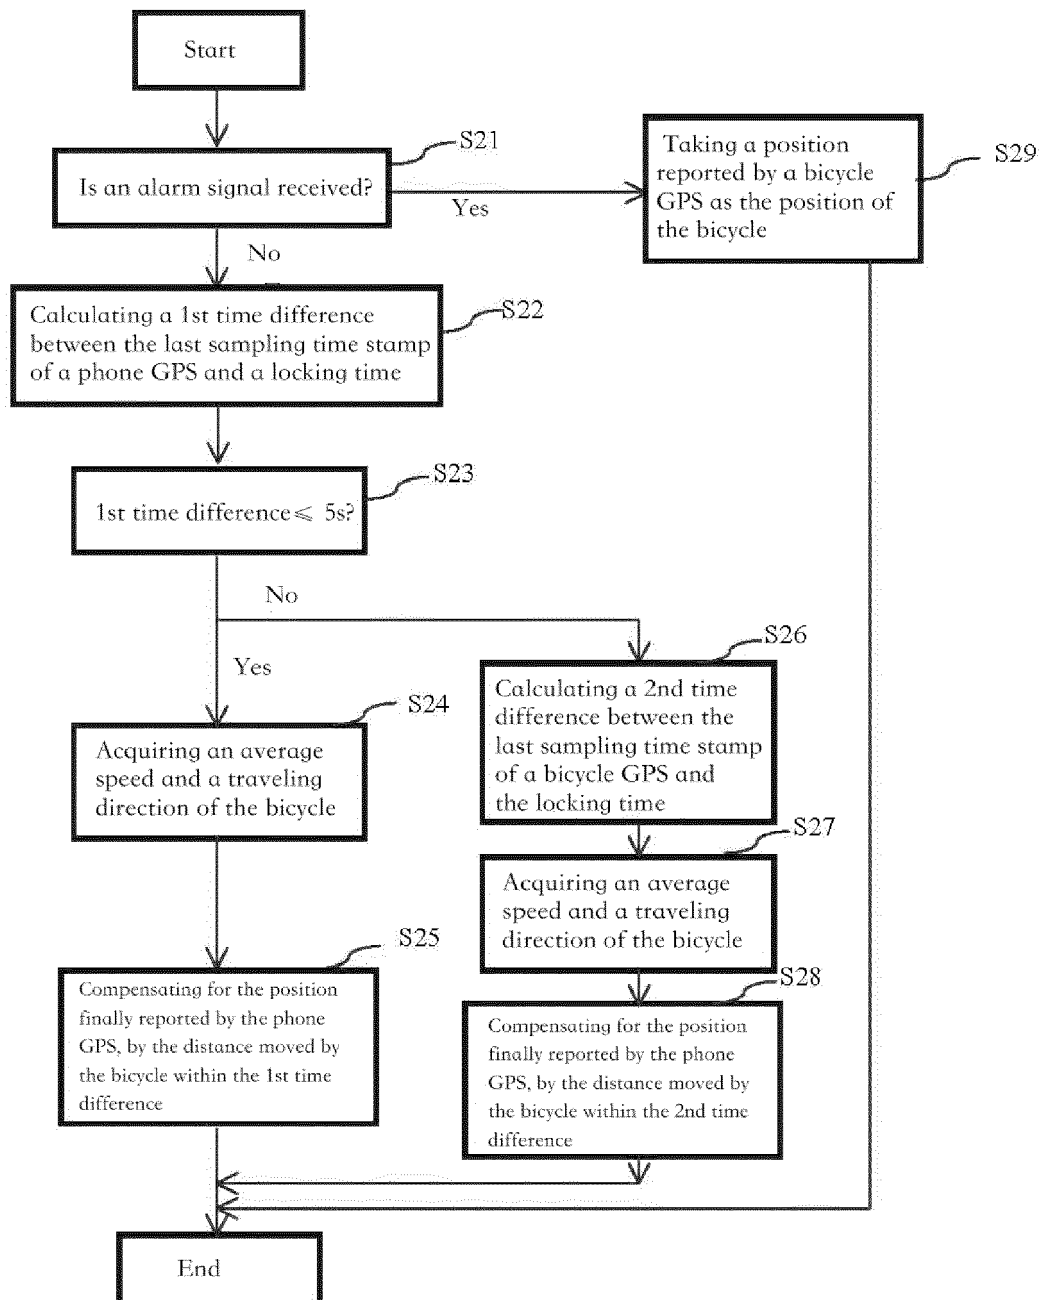 Start
S21
Is an alarm signal received?
Yes
No
Taking a position
reported by a bicycle
GPS as the position of
the bicycle
S29
S22
Calculating a 1st time difference
between the last sampling time stamp
of a phone GPS and a locking time
S23
1st time difference ⩽ 5s?
No
Yes
S24
Acquiring an average
speed and a traveling
direction of the bicycle
S26
Calculating a 2nd time
difference between the
last sampling time stamp
of a bicycle GPS and
the locking time
S27
Acquiring an average
speed and a traveling
direction of the bicycle
S25
Compensating for the position
finally reported by the phone
GPS, by the distance moved by
the bicycle within the 1st time
difference
S28
Compensating for the position
finally reported by the phone
GPS, by the distance moved by
the bicycle within the 2nd time
difference
End